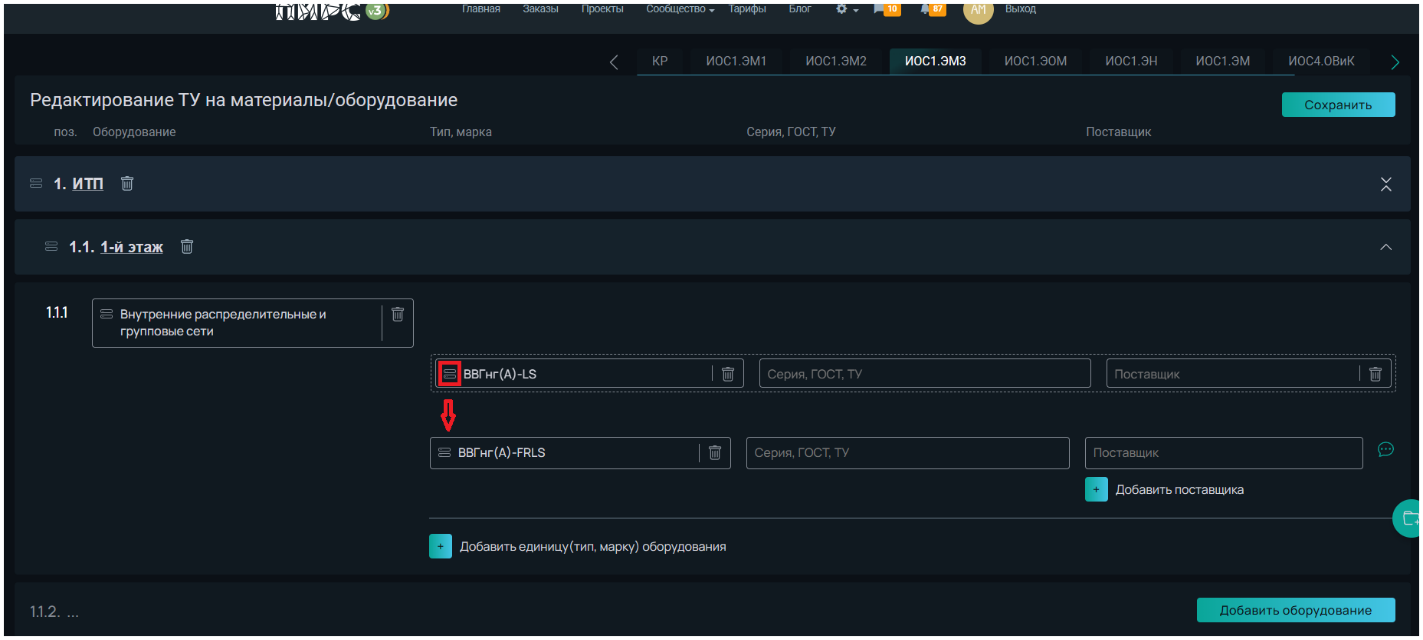 v3 Главная Заказы Проекты Сообщество Тарифы Блог 10 87 АМ Выход
КР ИОС1.ЭМ1 ИОС1.ЭМ2 ИОС1.ЭМ3 ИОС1.ЭОМ ИОС1.ЭН ИОС1.ЭМ ИОС4.ОВиК
Редактирование ТУ на материалы/оборудование
Сохранить
поз. Оборудование Тип, марка Серия, ГОСТ, ТУ Поставщик
1. ИТП
1.1. 1-й этаж
1.1.1 Внутренние распределительные и
групповые сети
ВВГнг(А)-LS Серия, ГОСТ, ТУ Поставщик
ВВГнг(А)-FRLS Серия, ГОСТ, ТУ Поставщик
+ Добавить поставщика
+ Добавить единицу(тип, марку) оборудования
1.1.2. ... Добавить оборудование